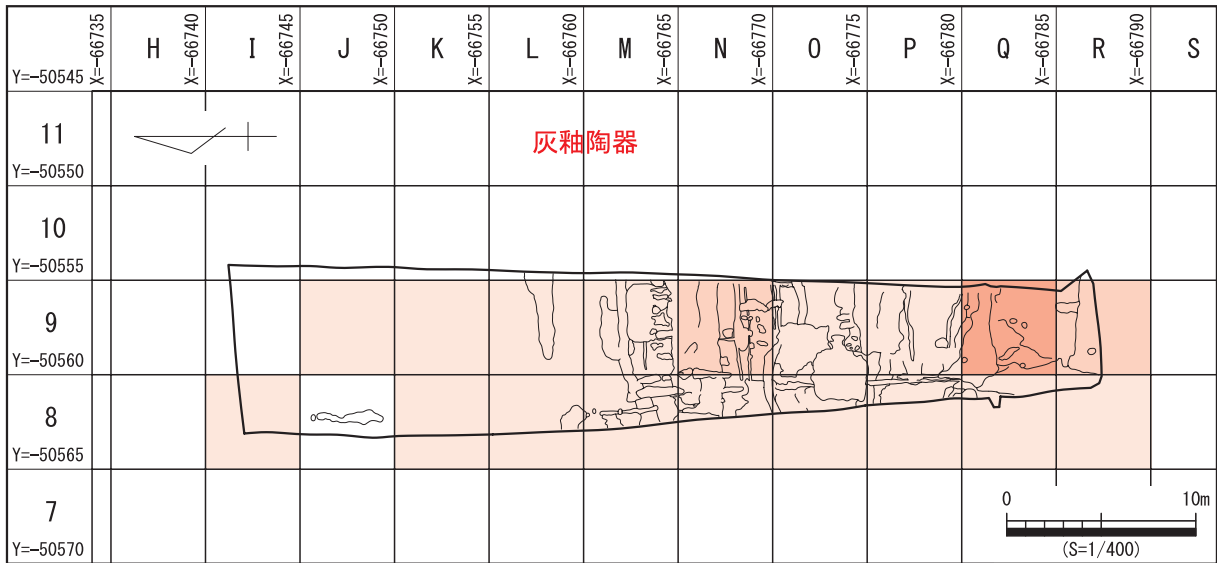 Y=-50545
X=-66735
H
X=-66740
I
X=-66745
J
X=-66750
K
X=-66755
L
X=-66760
M
X=-66765
N
X=-66770
O
X=-66775
P
X=-66780
Q
X=-66785
R
X=-66790
S
11
Y=-50550
灰釉陶器
10
Y=-50555
9
Y=-50560
8
Y=-50565
7
Y=-50570
0 10m
(S=1/400)